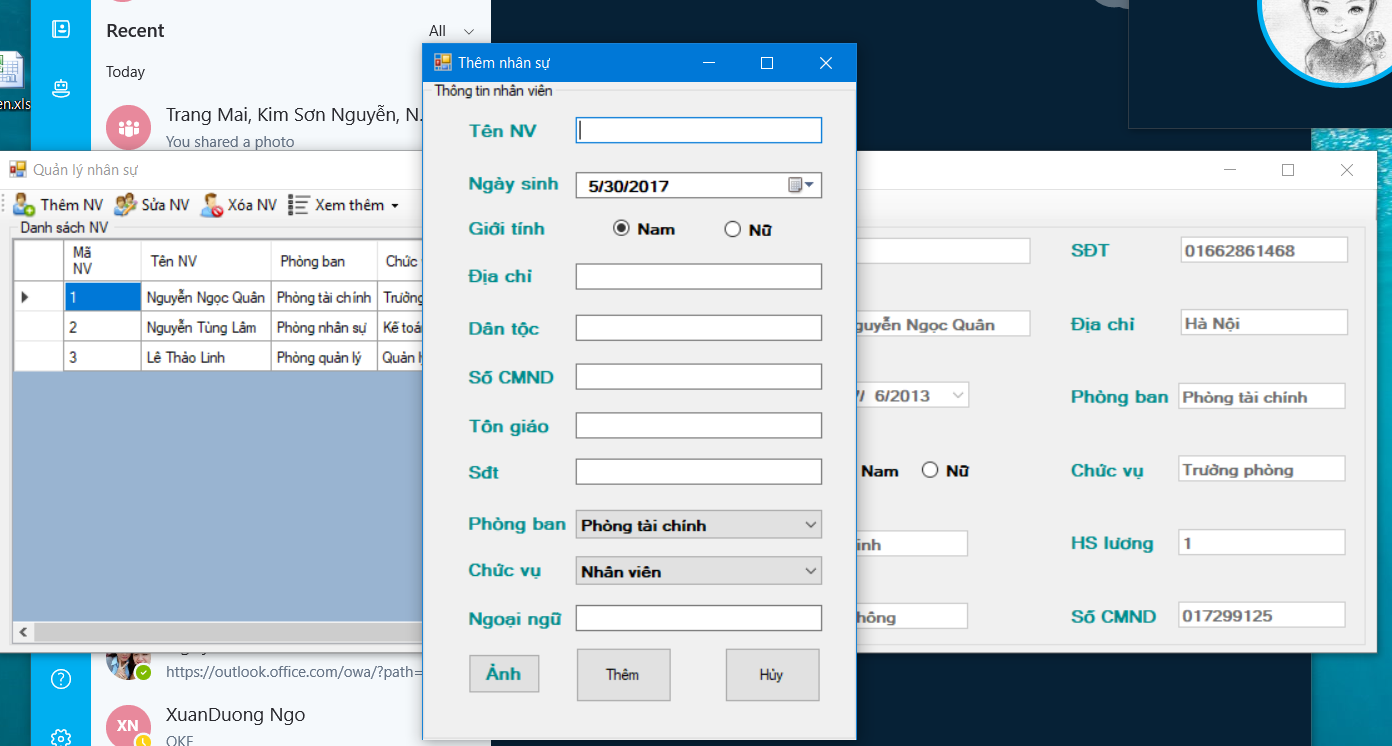 Recent
All
Today
Trang Mai, Kim Sơn Nguyễn, N...
You shared a photo
en.xls
Quản lý nhân sự
Thêm NV
Sửa NV
Xóa NV
Xem thêm
Danh sách NV
Mã NV
Tên NV
Phòng ban
Chức
1
Nguyễn Ngọc Quân
Phòng tài chính
Trưởng
2
Nguyễn Tùng Lâm
Phòng nhân sự
Kế toá
3
Lê Thảo Linh
Phòng quản lý
Quản l
Thêm nhân sự
Thông tin nhân viên
Tên NV
Ngày sinh
5/30/2017
Giới tính
Nam
Nữ
Địa chỉ
Dân tộc
Số CMND
Tôn giáo
Sđt
Phòng ban
Phòng tài chính
Chức vụ
Nhân viên
Ngoại ngữ
Ảnh
Thêm
Hủy
SĐT
01662861468
guyễn Ngọc Quân
Địa chỉ
Hà Nội
6/2013
Phòng ban
Phòng tài chính
Nam
Nữ
Chức vụ
Trưởng phòng
inh
HS lương
1
hông
Số CMND
017299125
https://outlook.office.com/owa/?path=
XN
XuanDuong Ngo
OKE